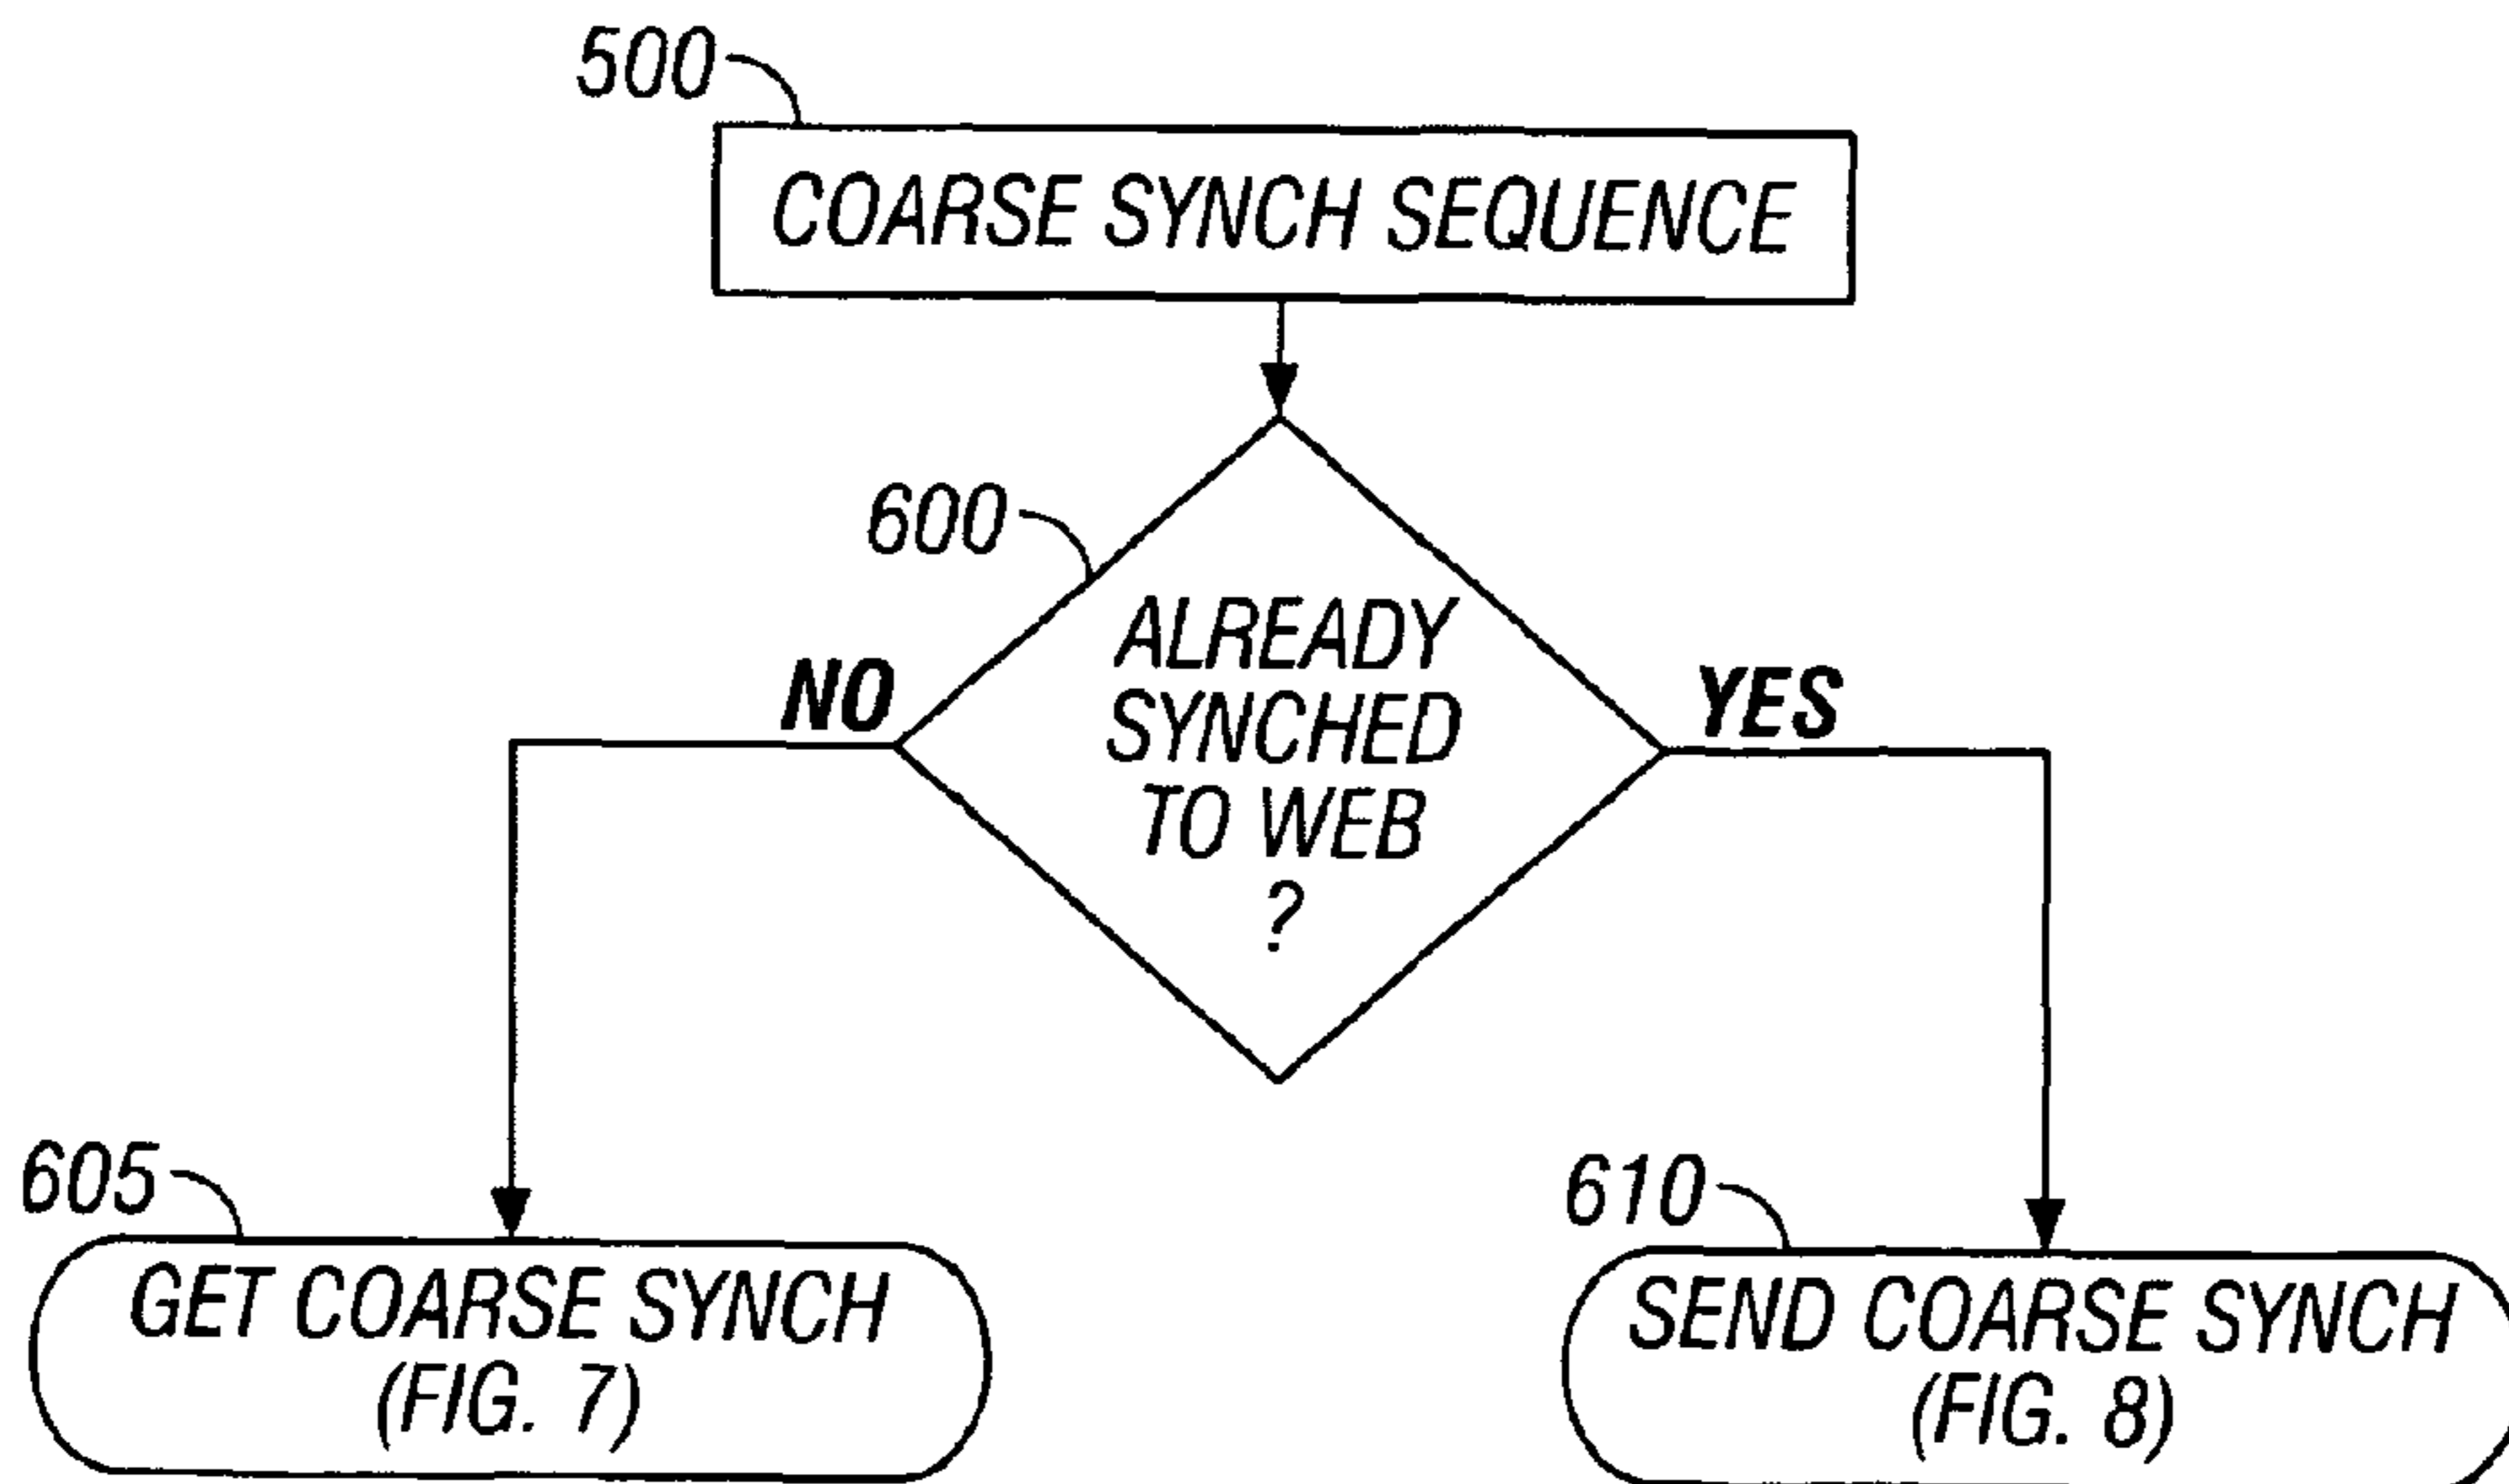 500
COARSE SYNCH SEQUENCE
600
ALREADY
SYNCHED
TO WEB
?
NO
YES
605
GET COARSE SYNCH
(FIG. 7)
610
SEND COARSE SYNCH
(FIG. 8)